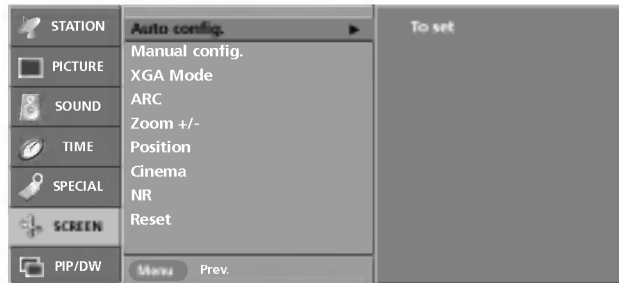 STATION
PICTURE
SOUND
TIME
SPECIAL
SCREEN
PIP/DW
Auto config. ▶
Manual config.
XGA Mode
ARC
Zoom +/-
Position
Cinema
NR
Reset
Menu Prev.
To set